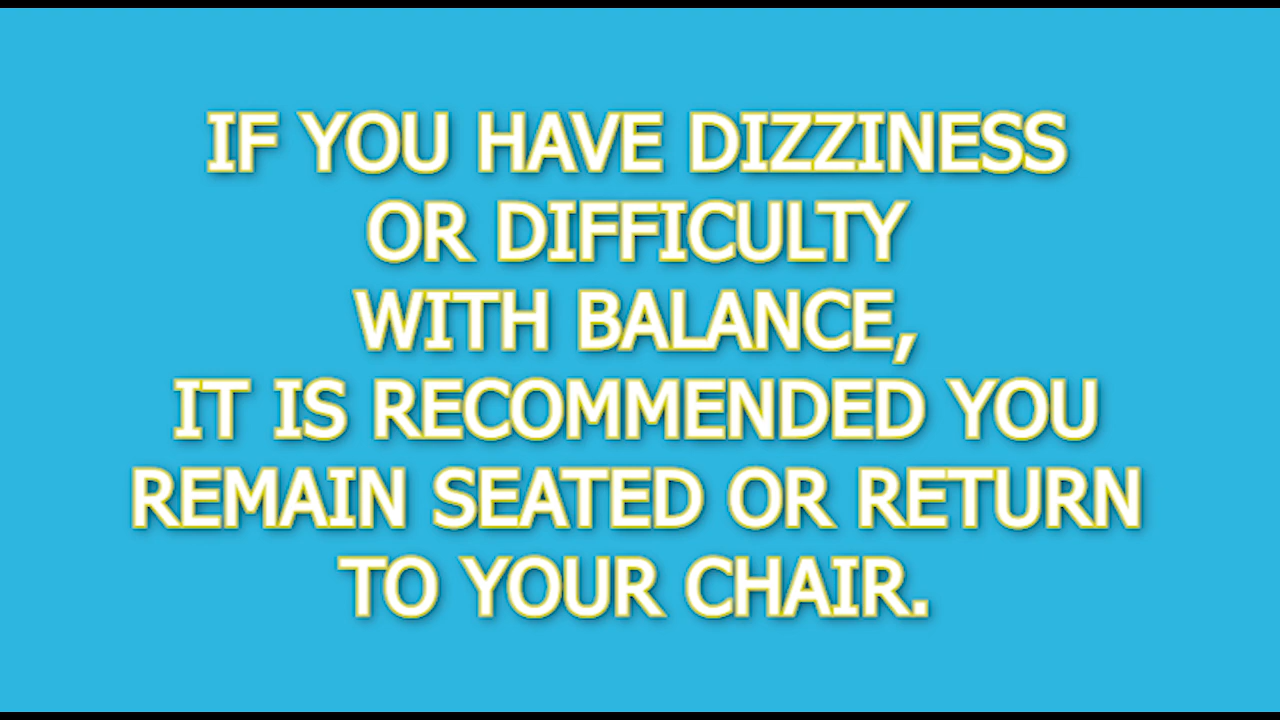 IF YOU HAVE DIZZINESS
OR DIFFICULTY
WITH BALANCE,
IT IS RECOMMENDED YOU
REMAIN SEATED OR RETURN
TO YOUR CHAIR.